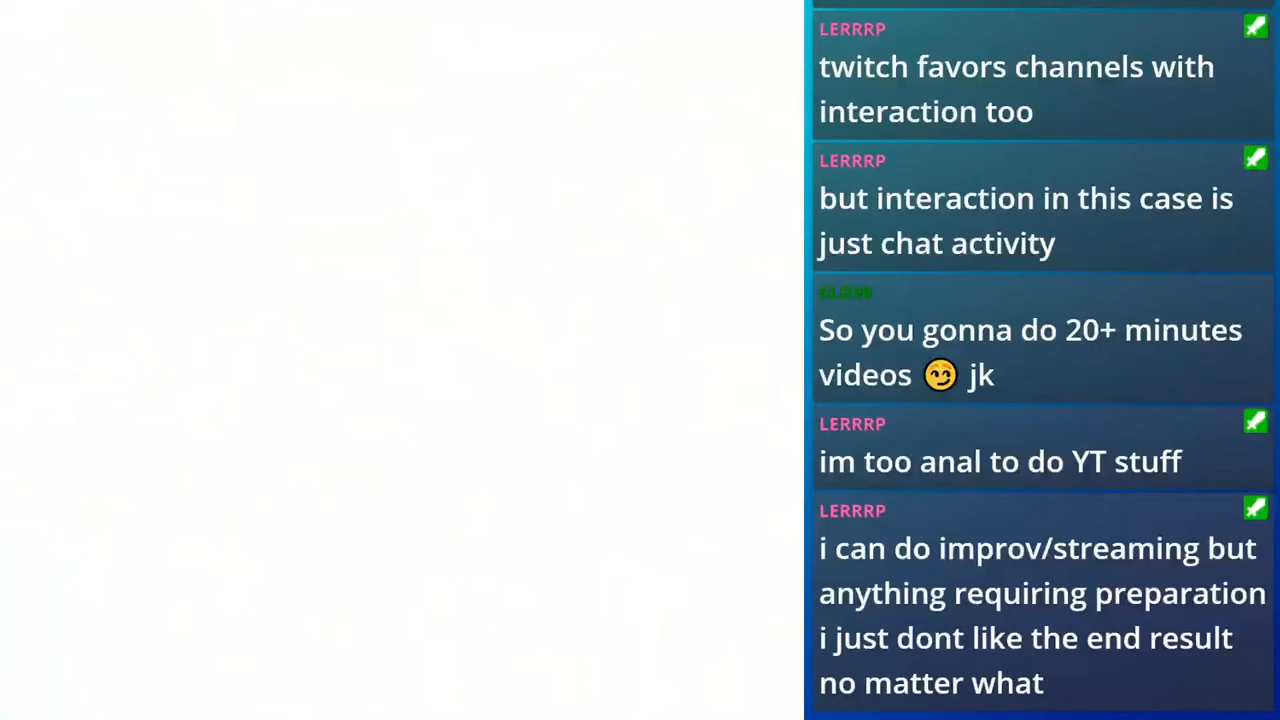 LERRRP
twitch favors channels with
interaction too
LERRRP
but interaction in this case is
just chat activity
So you gonna do 20+ minutes
videos 😏 jk
LERRRP
im too anal to do YT stuff
LERRRP
i can do improv/streaming but
anything requiring preparation
i just dont like the end result
no matter what